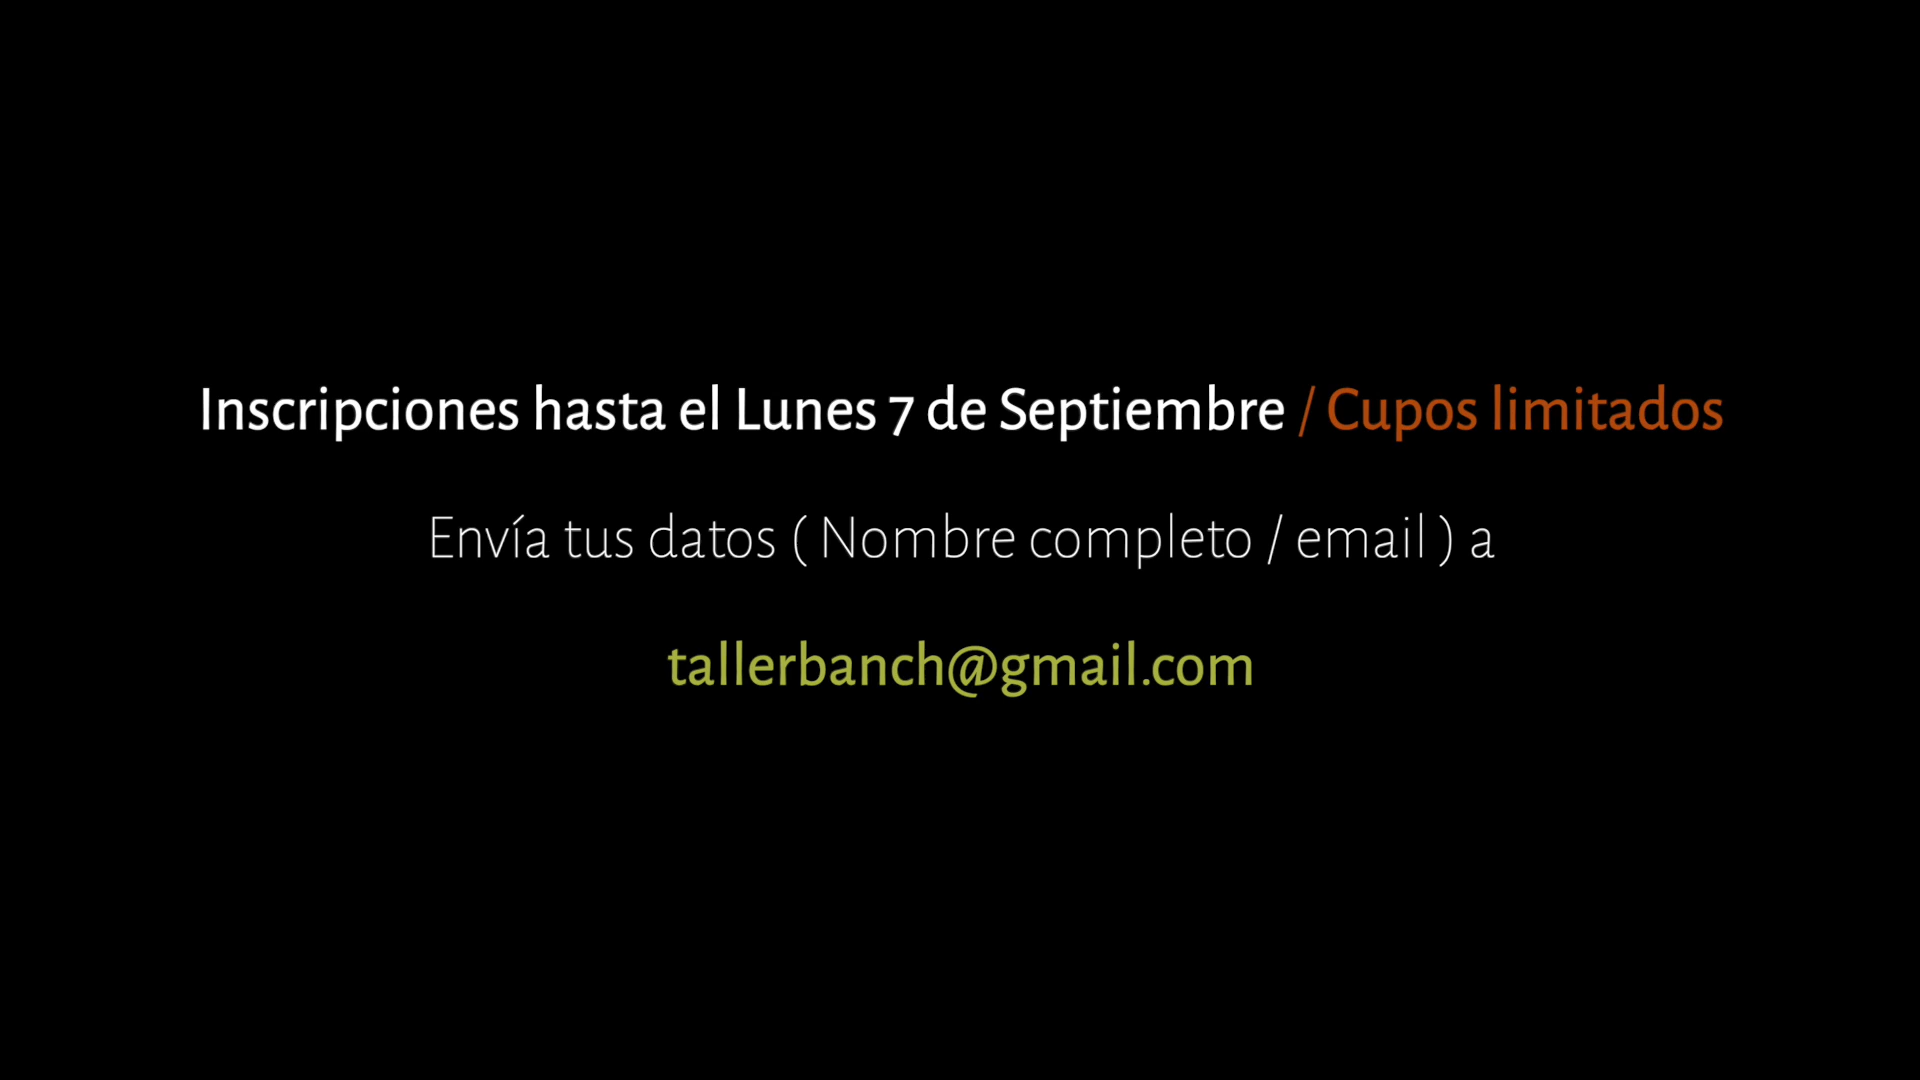 Inscripciones hasta el Lunes 7 de Septiembre / Cupos limitados
Envía tus datos ( Nombre completo / email ) a
tallerbanch@gmail.com